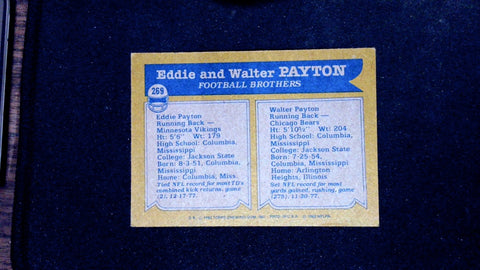 Eddie and Walter PAYTON
FOOTBALL BROTHERS
269
Eddie Payton
Running Back —
Minnesota Vikings
Ht: 5'6" Wt: 179
High School: Columbia,
Mississippi
College: Jackson State
Born: 8-3-51, Columbia,
Mississippi
Home: Columbia, Miss.
Tied NFL record for most TD's
combined kick returns, game
(2), 12-17-77.
Walter Payton
Running Back —
Chicago Bears
Ht: 5'10½" Wt: 204
High School: Columbia,
Mississippi
College: Jackson State
Born: 7-25-54,
Columbia, Mississippi
Home: Arlington
Heights, Illinois
Set NFL record for most
yards gained, rushing, game
(275), 11-20-77.